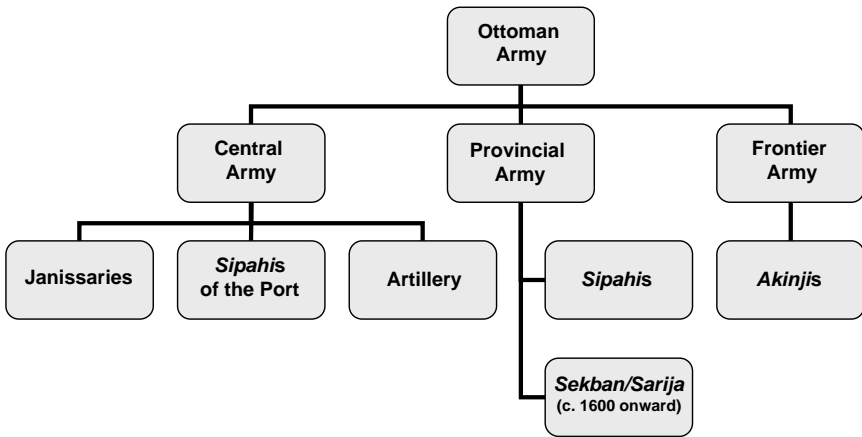 Ottoman
Army
Central
Army
Provincial
Army
Frontier
Army
Janissaries
Sipahis
of the Port
Artillery
Sipahis
Akinjis
Sekban/Sarija
(c. 1600 onward)